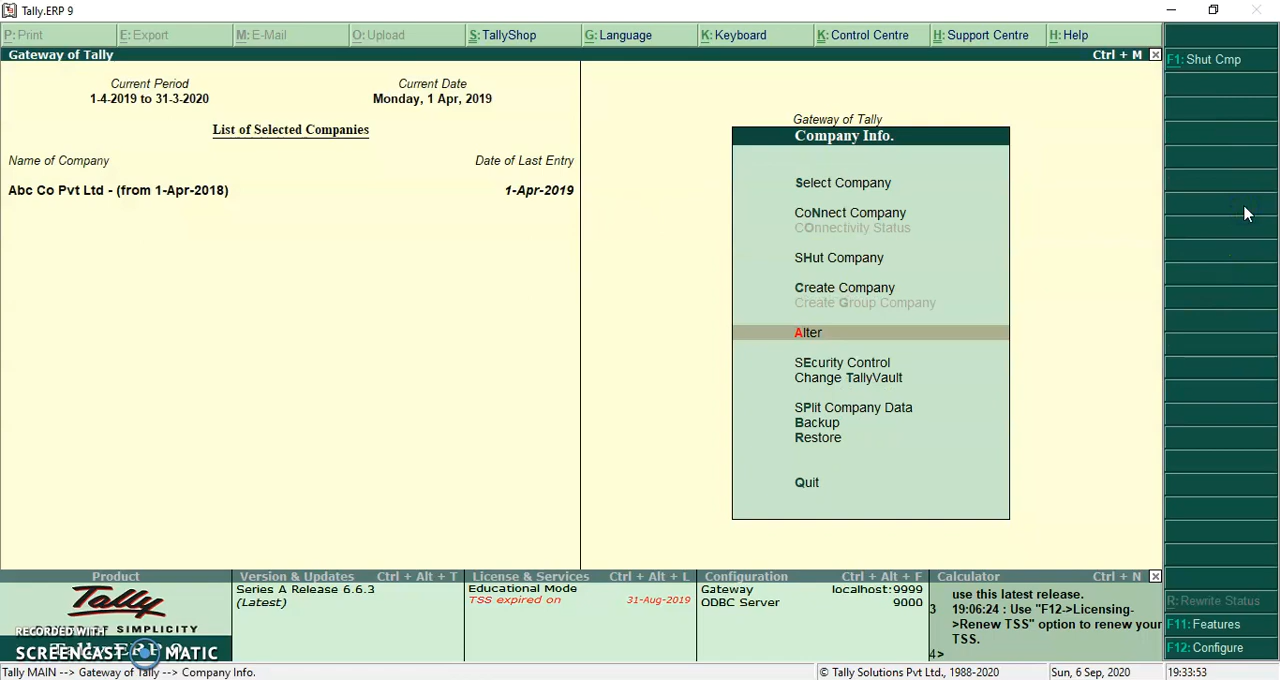 Tally.ERP 9
P: Print
E: Export
M: E-Mail
O: Upload
S: TallyShop
G: Language
K: Keyboard
K: Control Centre
H: Support Centre
H: Help
Gateway of Tally
Ctrl + M
F1: Shut Cmp
Current Period
1-4-2019 to 31-3-2020
Current Date
Monday, 1 Apr, 2019
List of Selected Companies
Name of Company
Date of Last Entry
Abc Co Pvt Ltd - (from 1-Apr-2018)
1-Apr-2019
Gateway of Tally
Company Info.
Select Company
CoNnect Company
COnnectivity Status
SHut Company
Create Company
Create Group Company
Alter
SEcurity Control
Change TallyVault
SPlit Company Data
Backup
Restore
Quit
Product
Tally
OF SIMPLICITY
RECORDED WITH
SCREENCAST MATIC
Version & Updates
Ctrl + Alt + T
Series A Release 6.6.3
(Latest)
License & Services
Ctrl + Alt + L
Educational Mode
TSS expired on
31-Aug-2019
Configuration
Ctrl + Alt + F
Gateway
localhost:9999
ODBC Server
9000
Calculator
Ctrl + N
use this latest release.
3 19:06:24 : Use "F12->Licensing-
>Renew TSS" option to renew your
TSS.
4>
R: Rewrite Status
F11: Features
F12: Configure
Tally MAIN --> Gateway of Tally --> Company Info.
© Tally Solutions Pvt Ltd., 1988-2020
Sun, 6 Sep, 2020
19:33:53